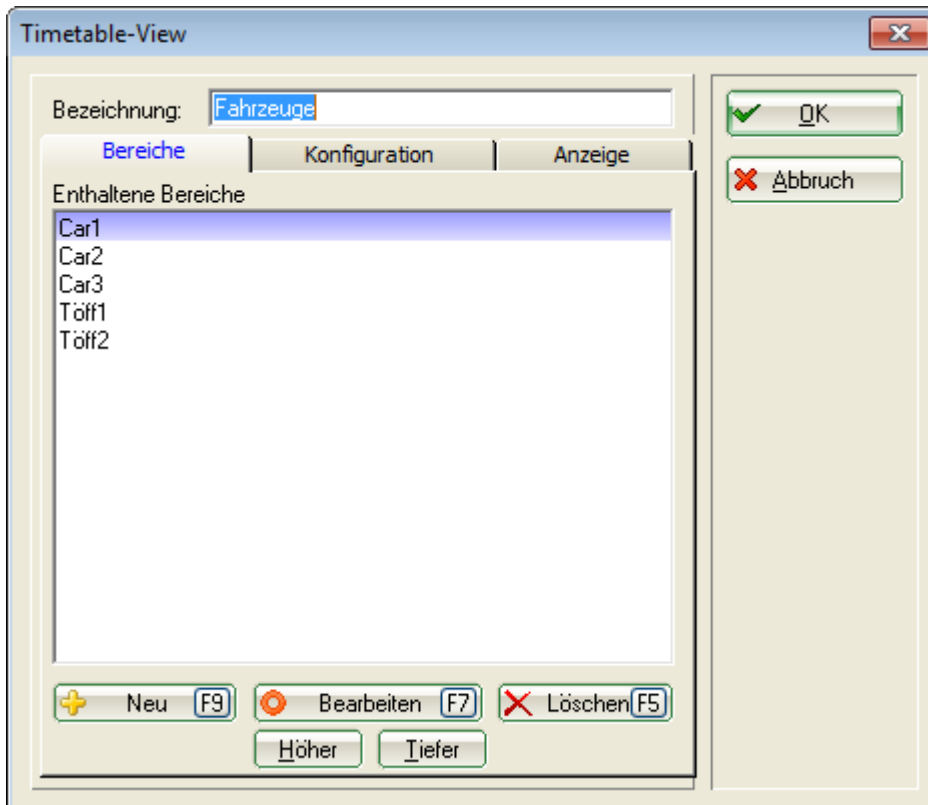 Timetable-View
Bezeichnung: Fahrzeuge
Bereiche Konfiguration Anzeige
Enthaltene Bereiche
Car1
Car2
Car3
Töff1
Töff2
Neu F9 Bearbeiten F7 Löschen F5
Höher Tiefer
OK
Abbruch